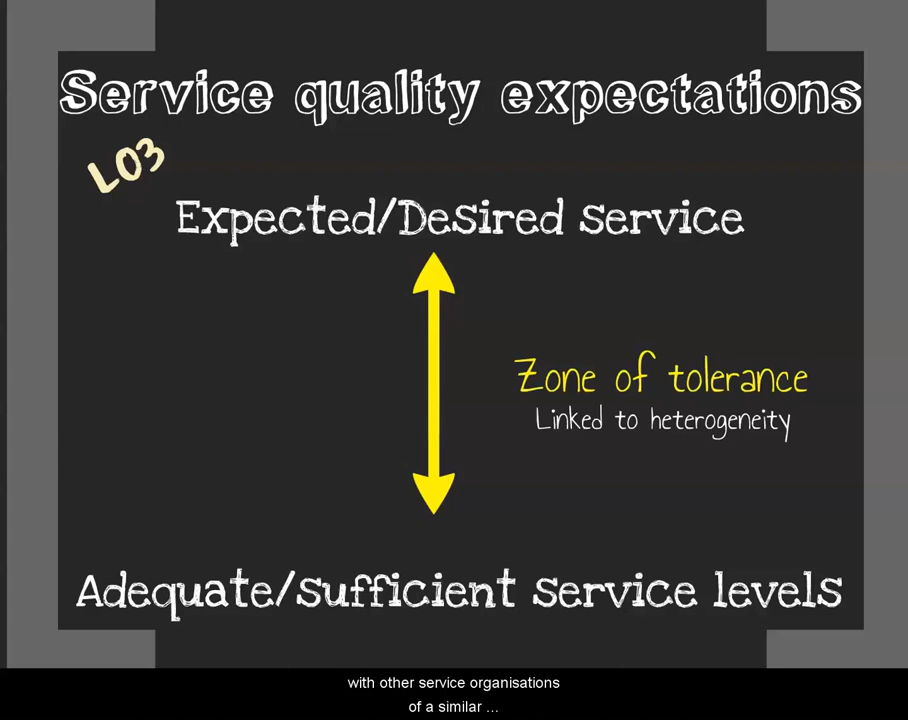 Service quality expectations
LO3
Expected/Desired service
Zone of tolerance
Linked to heterogeneity
Adequate/sufficient service levels
with other service organisations
of a similar ...